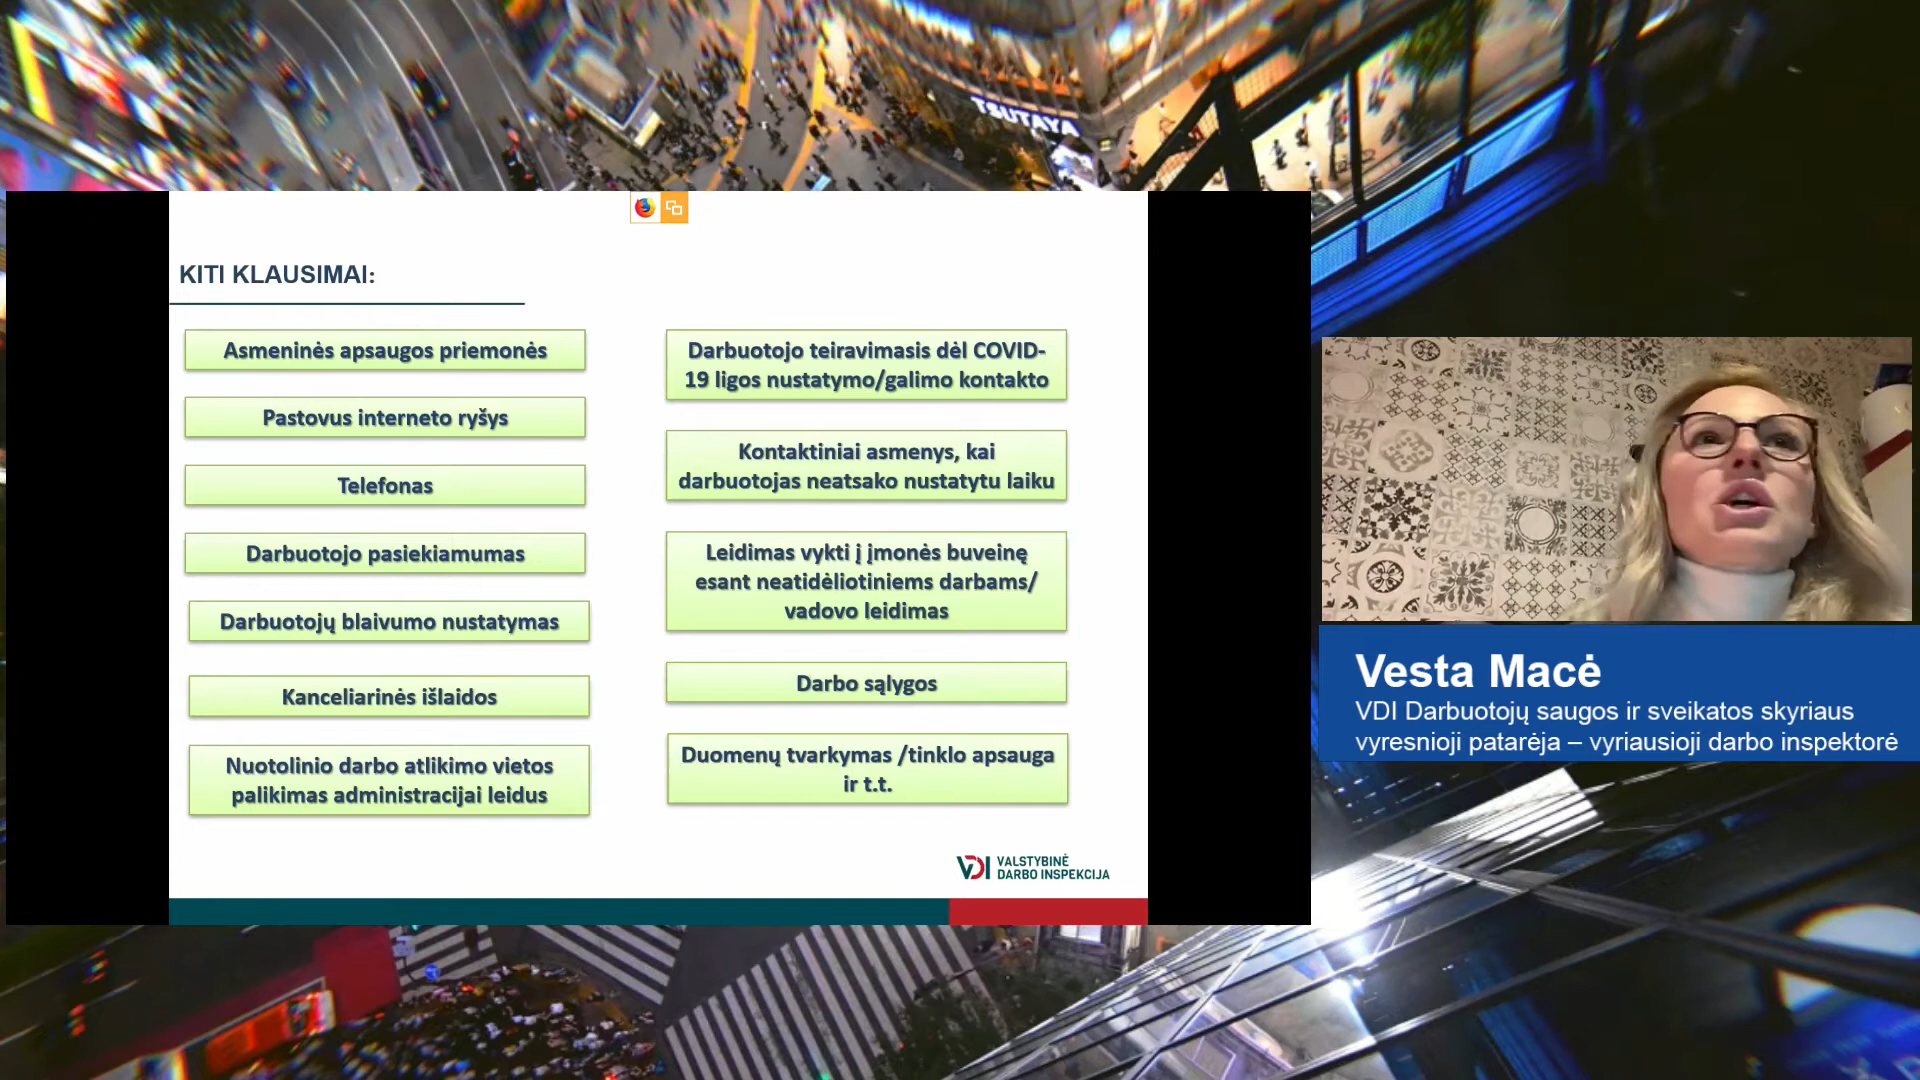 TSUTAYA
KITI KLAUSIMAI:
Asmeninės apsaugos priemonės
Pastovus interneto ryšys
Telefonas
Darbuotojo pasiekiamumas
Darbuotojų blaivumo nustatymas
Kanceliarinės išlaidos
Nuotolinio darbo atlikimo vietos
palikimas administracijai leidus
Darbuotojo teiravimasis dėl COVID-
19 ligos nustatymo/galimo kontakto
Kontaktiniai asmenys, kai
darbuotojas neatsako nustatytu laiku
Leidimas vykti į įmonės buveinę
esant neatidėliotiniems darbams/
vadovo leidimas
Darbo sąlygos
Duomenų tvarkymas /tinklo apsauga
ir t.t.
VDI VALSTYBINĖ
DARBO INSPEKCIJA
Vesta Macė
VDI Darbuotojų saugos ir sveikatos skyriaus
vyresnioji patarėja – vyriausioji darbo inspektorė